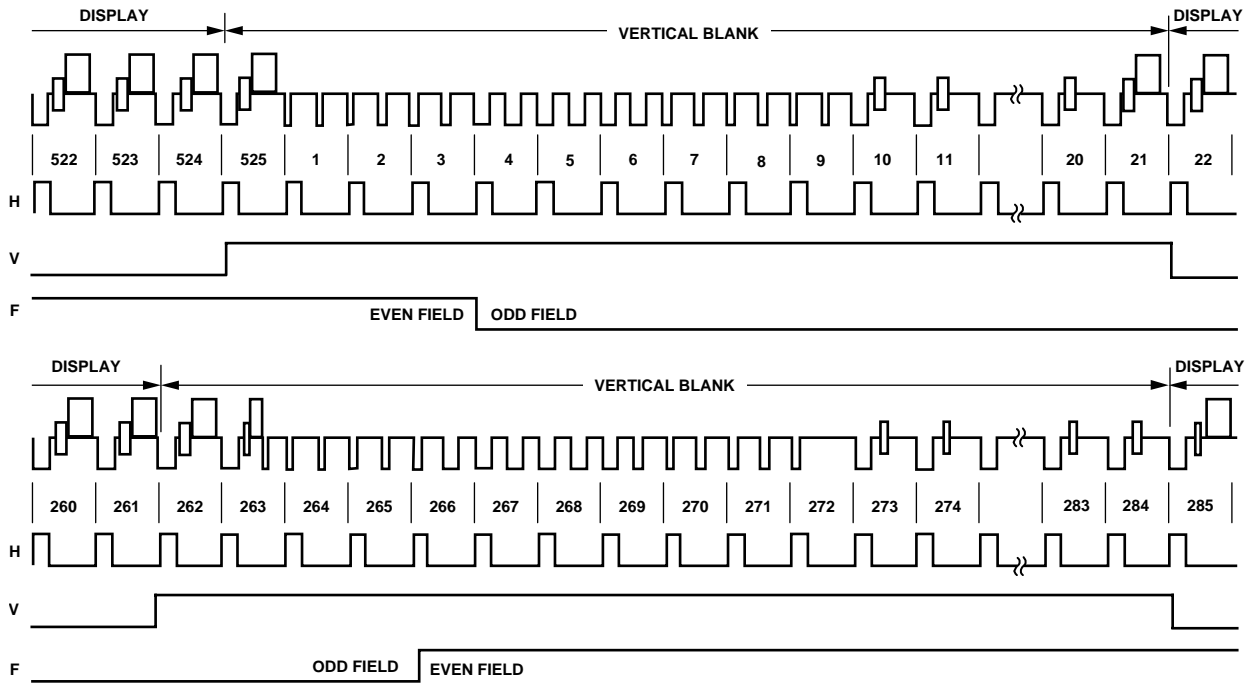 DISPLAY VERTICAL BLANK DISPLAY
522 523 524 525 1 2 3 4 5 6 7 8 9 10 11 20 21 22
H
V
F
EVEN FIELD ODD FIELD
DISPLAY VERTICAL BLANK DISPLAY
260 261 262 263 264 265 266 267 268 269 270 271 272 273 274 283 284 285
H
V
F
ODD FIELD EVEN FIELD